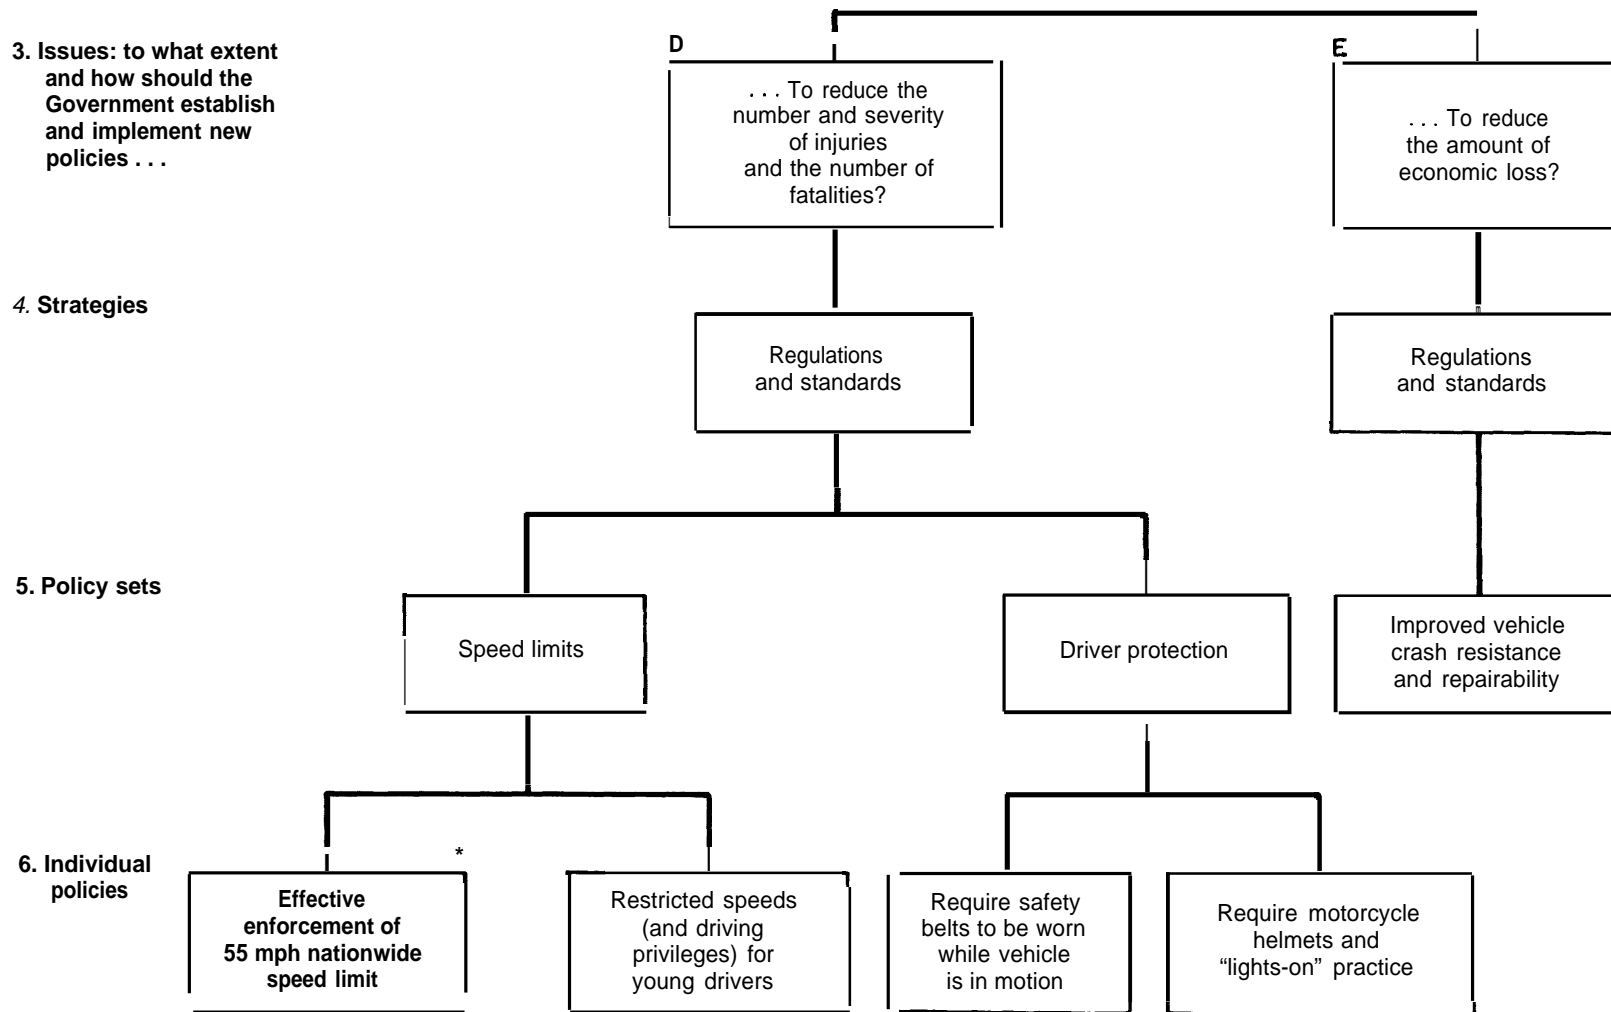 3. Issues: to what extent
and how should the
Government establish
and implement new
policies . . .
D
. . . To reduce the
number and severity
of injuries
and the number of
fatalities?
E
. . . To reduce
the amount of
economic loss?
4. Strategies
Regulations
and standards
Regulations
and standards
5. Policy sets
Speed limits
Driver protection
Improved vehicle
crash resistance
and repairability
6. Individual
policies
*
Effective
enforcement of
55 mph nationwide
speed limit
Restricted speeds
(and driving
privileges) for
young drivers
Require safety
belts to be worn
while vehicle
is in motion
Require motorcycle
helmets and
“lights-on” practice